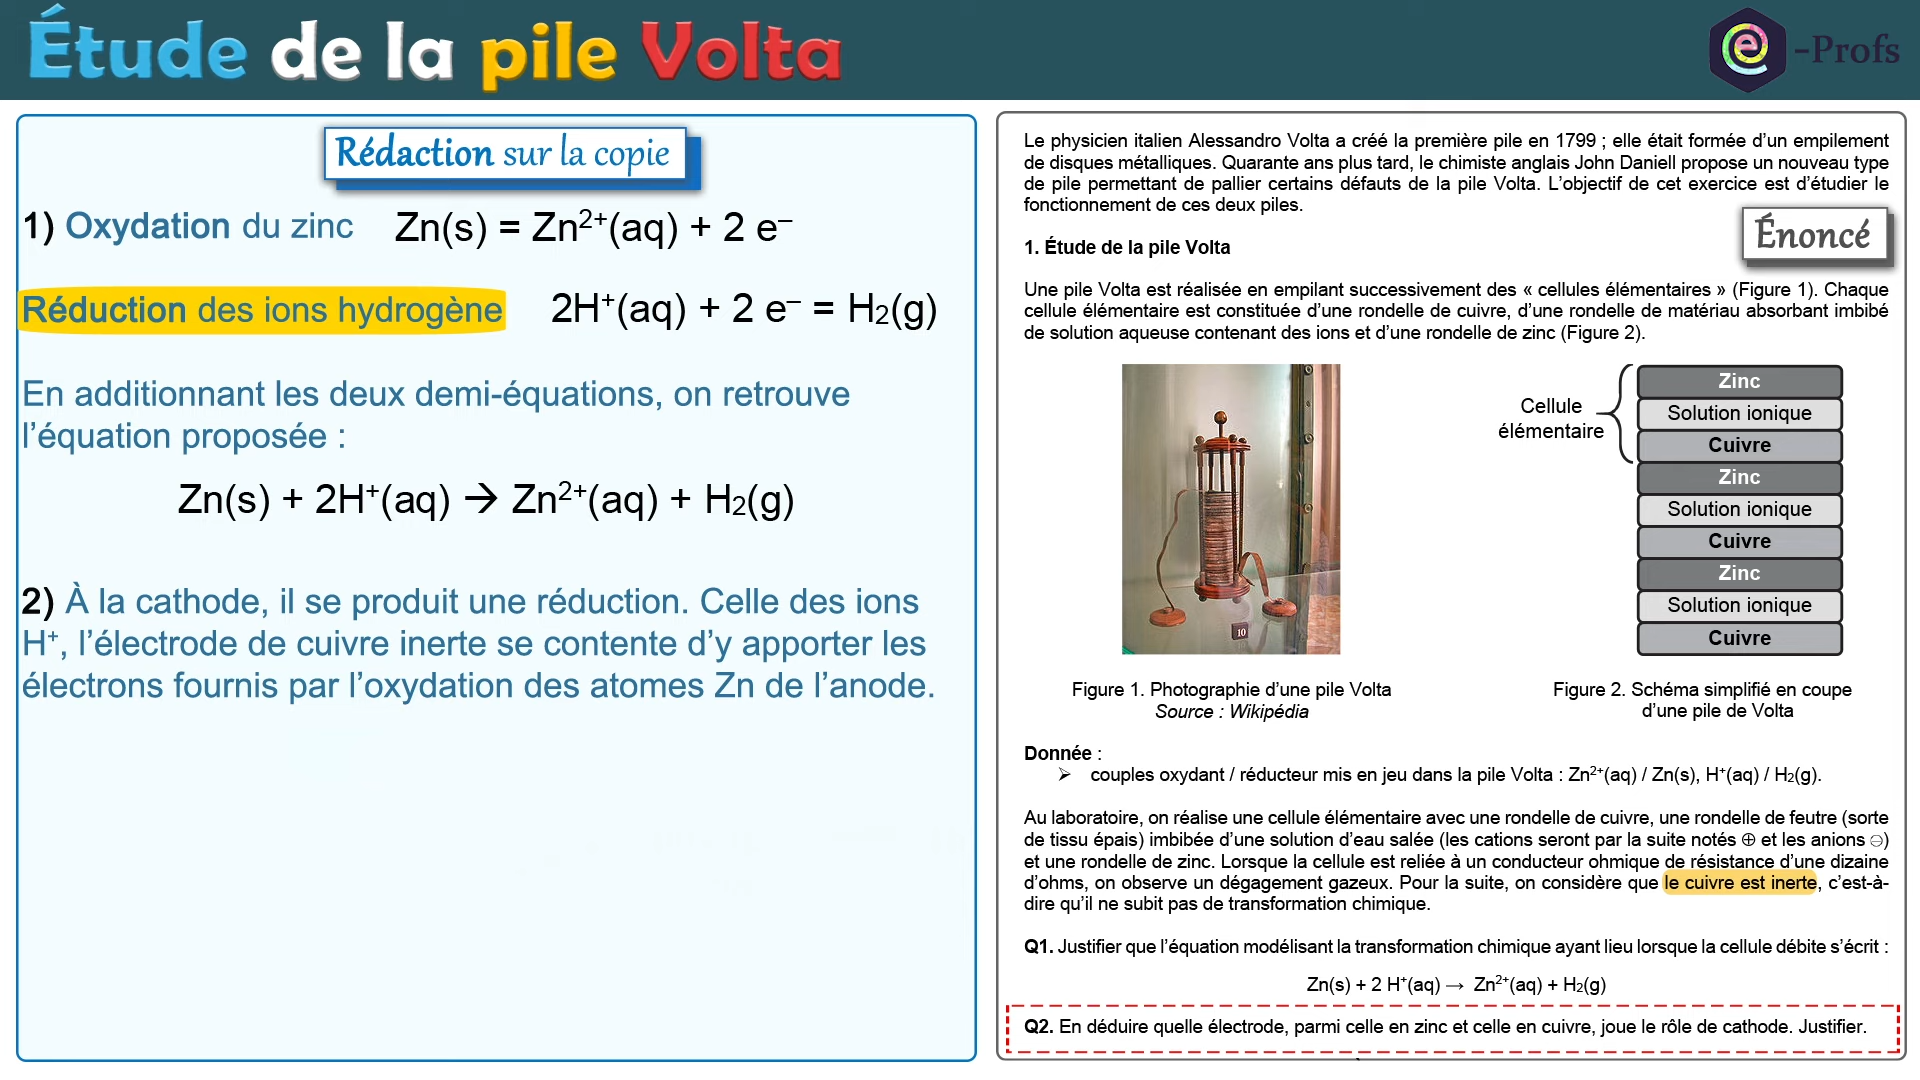 Étude de la pile Volta
e-Profs
Rédaction sur la copie
1) Oxydation du zinc Zn(s) = Zn²⁺(aq) + 2 e⁻
Réduction des ions hydrogène 2H⁺(aq) + 2 e⁻ = H₂(g)
En additionnant les deux demi-équations, on retrouve
l’équation proposée :
Zn(s) + 2H⁺(aq) → Zn²⁺(aq) + H₂(g)
2) À la cathode, il se produit une réduction. Celle des ions
H⁺, l’électrode de cuivre inerte se contente d’y apporter les
électrons fournis par l’oxydation des atomes Zn de l’anode.
Le physicien italien Alessandro Volta a créé la première pile en 1799 ; elle était formée d’un empilement
de disques métalliques. Quarante ans plus tard, le chimiste anglais John Daniell propose un nouveau type
de pile permettant de pallier certains défauts de la pile Volta. L’objectif de cet exercice est d’étudier le
fonctionnement de ces deux piles.
Énoncé
1. Étude de la pile Volta
Une pile Volta est réalisée en empilant successivement des « cellules élémentaires » (Figure 1). Chaque
cellule élémentaire est constituée d’une rondelle de cuivre, d’une rondelle de matériau absorbant imbibé
de solution aqueuse contenant des ions et d’une rondelle de zinc (Figure 2).
10
Cellule
élémentaire
Zinc
Solution ionique
Cuivre
Zinc
Solution ionique
Cuivre
Zinc
Solution ionique
Cuivre
Figure 1. Photographie d’une pile Volta
Source : Wikipédia
Figure 2. Schéma simplifié en coupe
d’une pile de Volta
Donnée :
➢ couples oxydant / réducteur mis en jeu dans la pile Volta : Zn²⁺(aq) / Zn(s), H⁺(aq) / H₂(g).
Au laboratoire, on réalise une cellule élémentaire avec une rondelle de cuivre, une rondelle de feutre (sorte
de tissu épais) imbibée d’une solution d’eau salée (les cations seront par la suite notés ⊕ et les anions ⊖)
et une rondelle de zinc. Lorsque la cellule est reliée à un conducteur ohmique de résistance d’une dizaine
d’ohms, on observe un dégagement gazeux. Pour la suite, on considère que le cuivre est inerte, c’est-à-
dire qu’il ne subit pas de transformation chimique.
Q1. Justifier que l’équation modélisant la transformation chimique ayant lieu lorsque la cellule débite s’écrit :
Zn(s) + 2 H⁺(aq) → Zn²⁺(aq) + H₂(g)
Q2. En déduire quelle électrode, parmi celle en zinc et celle en cuivre, joue le rôle de cathode. Justifier.